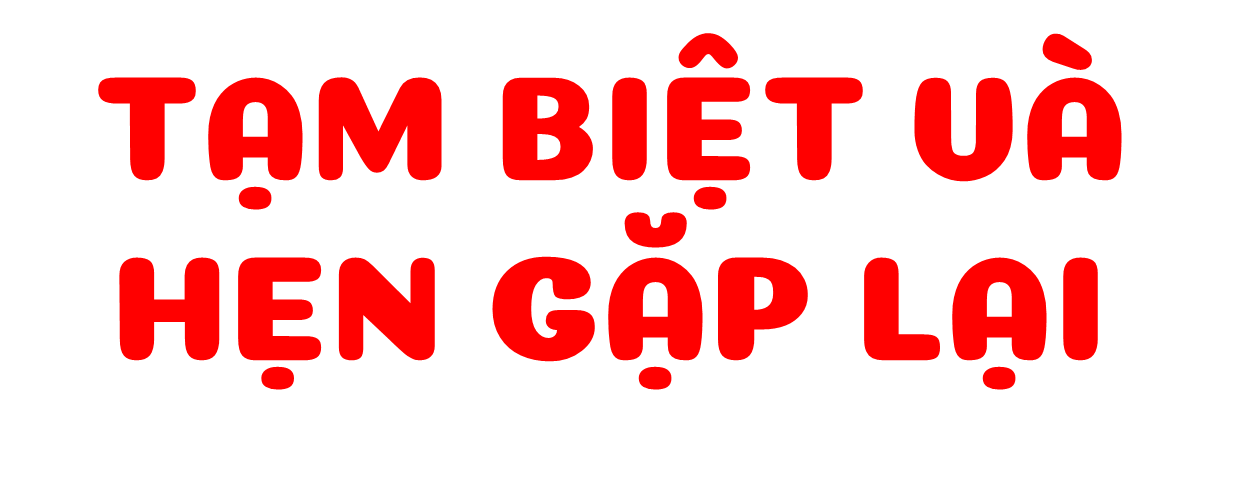 TẠM BIỆT UÀ
HẸN GẶP LẠI